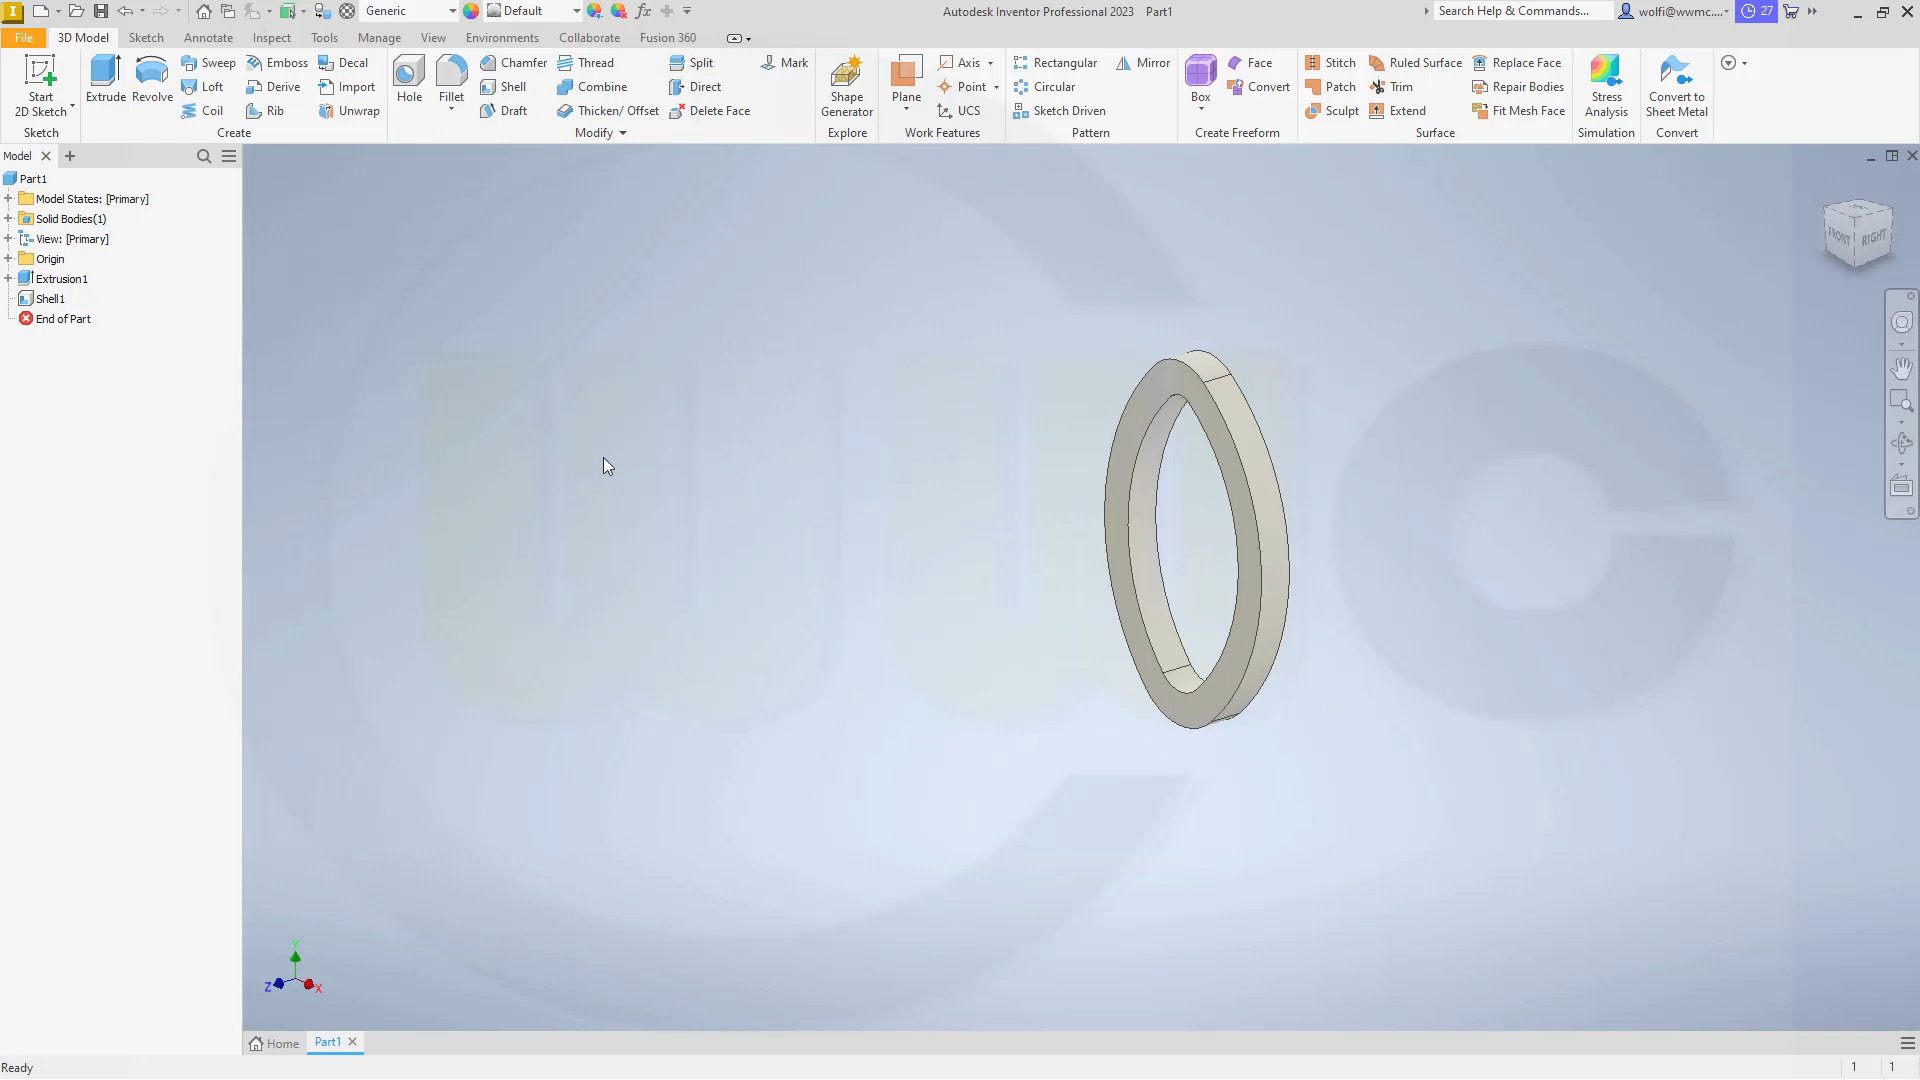 Generic
Default
Autodesk Inventor Professional 2023 Part1
Search Help & Commands...
wolfi@wwmc....
27
File
3D Model
Sketch
Annotate
Inspect
Tools
Manage
View
Environments
Collaborate
Fusion 360
Start
2D Sketch
Sketch
Extrude
Revolve
Sweep
Emboss
Decal
Loft
Derive
Import
Coil
Rib
Unwrap
Create
Hole
Fillet
Chamfer
Thread
Split
Mark
Shell
Combine
Direct
Draft
Thicken/ Offset
Delete Face
Modify
Shape
Generator
Explore
Plane
Axis
Point
UCS
Work Features
Rectangular
Mirror
Circular
Sketch Driven
Pattern
Box
Face
Convert
Create Freeform
Stitch
Ruled Surface
Replace Face
Patch
Trim
Repair Bodies
Sculpt
Extend
Fit Mesh Face
Surface
Stress
Analysis
Simulation
Convert to
Sheet Metal
Convert
Model
Part1
Model States: [Primary]
Solid Bodies(1)
View: [Primary]
Origin
Extrusion1
Shell1
End of Part
FRONT
RIGHT
Y
Z
X
Home
Part1
Ready
1
1